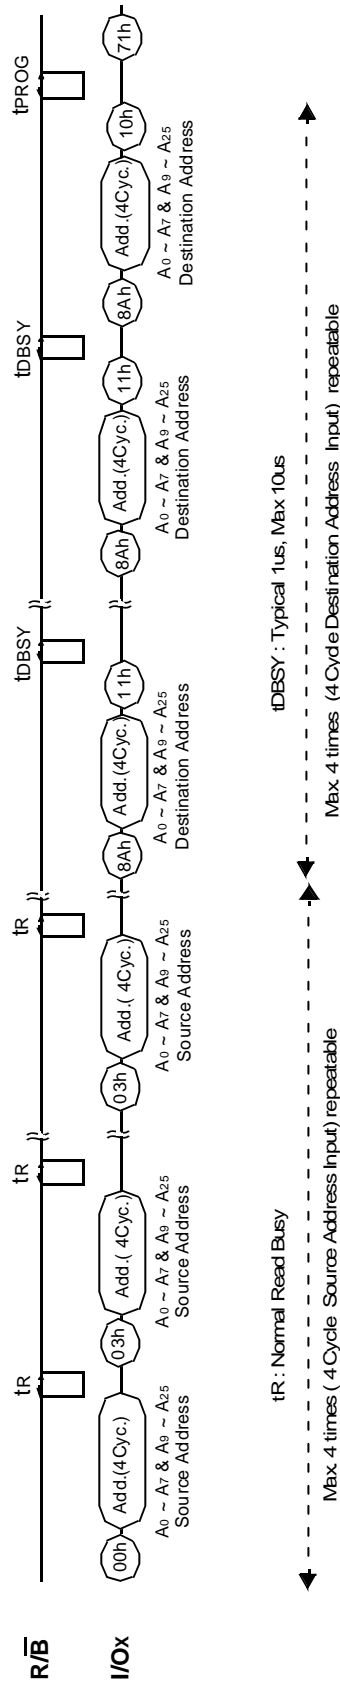 R/B tR tR tR tDBSY tDBSY tPROG
I/Ox 00h Add.(4Cyc.) 03h Add.( 4Cyc.) 03h Add.( 4Cyc.) 8Ah Add.(4Cyc.) 11h 8Ah Add.(4Cyc.) 11h 8Ah Add.(4Cyc.) 10h 71h
A0 ~ A7 & A9 ~ A25 A0 ~ A7 & A9 ~ A25 A0 ~ A7 & A9 ~ A25 A0 ~ A7 & A9 ~ A25 A0 ~ A7 & A9 ~ A25 A0 ~ A7 & A9 ~ A25
Source Address Source Address Source Address Destination Address Destination Address Destination Address
tR : Normal Read Busy tDBSY : Typical 1us, Max 10us
Max. 4 times ( 4 Cycle Source Address Input) repeatable Max. 4 times (4 Cycle Destination Address Input) repeatable